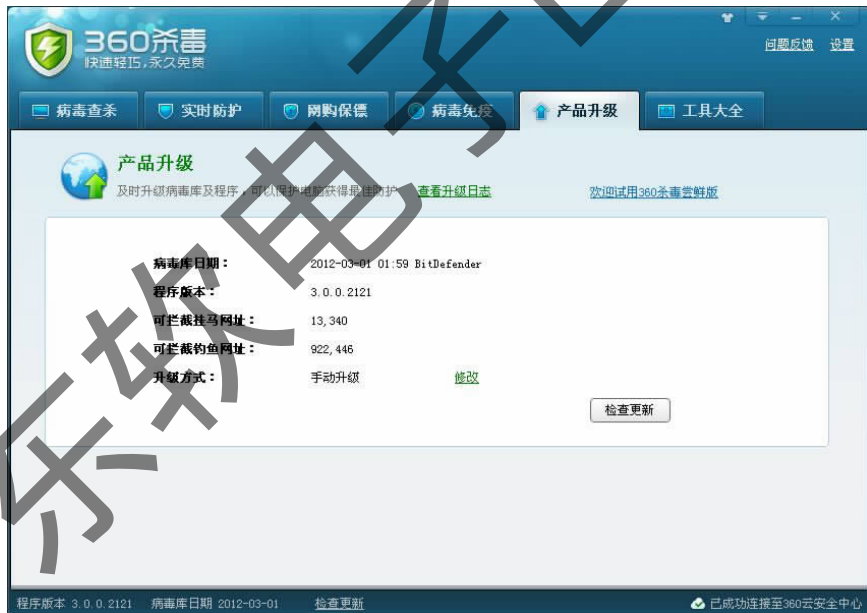 360杀毒
快速轻巧,永久免费
问题反馈 设置
病毒查杀 实时防护 网购保镖 病毒免疫 产品升级 工具大全
产品升级
及时升级病毒库及程序,可以保护电脑获得最佳防护 查看升级日志 欢迎试用360杀毒尝鲜版
病毒库日期: 2012-03-01 01:59 BitDefender
程序版本: 3.0.0.2121
可拦截挂马网址: 13,340
可拦截钓鱼网址: 922,446
升级方式: 手动升级 修改
检查更新
程序版本 3.0.0.2121 病毒库日期 2012-03-01 检查更新 已成功连接至360云安全中心
乐软电子